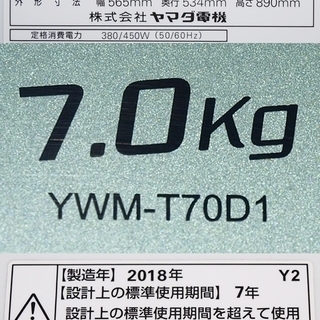 外形寸法 幅565mm 奥行534mm 高さ890mm
株式会社 ヤマダ電機
定格消費電力 380/450W (50/60Hz)
7.0Kg
YWM-T70D1
【製造年】2018年 Y2
【設計上の標準使用期間】7年
設計上の標準使用期間を超えて使用